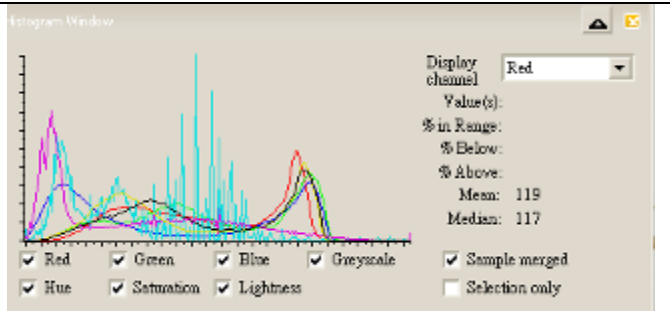 Histogram Window
Display channel Red
Value(s):
% in Range:
% Below:
% Above:
Mean: 119
Median: 117
Red Green Blue Greyscale Sample merged
Hue Saturation Lightness Selection only